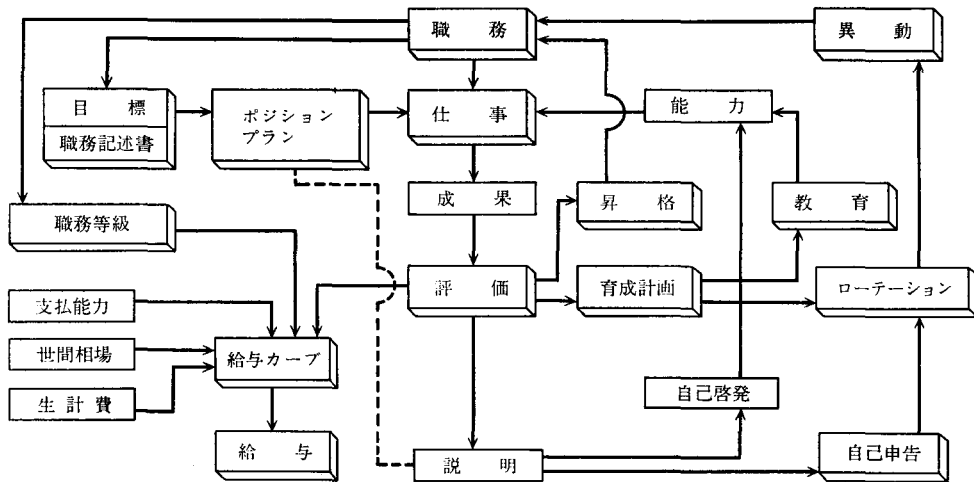 職務
異動
目標
職務記述書
ポジション
プラン
仕事
能力
成果
昇格
教育
職務等級
評価
育成計画
ローテーション
支払能力
世間相場
給与カーブ
生計費
自己啓発
給与
説明
自己申告